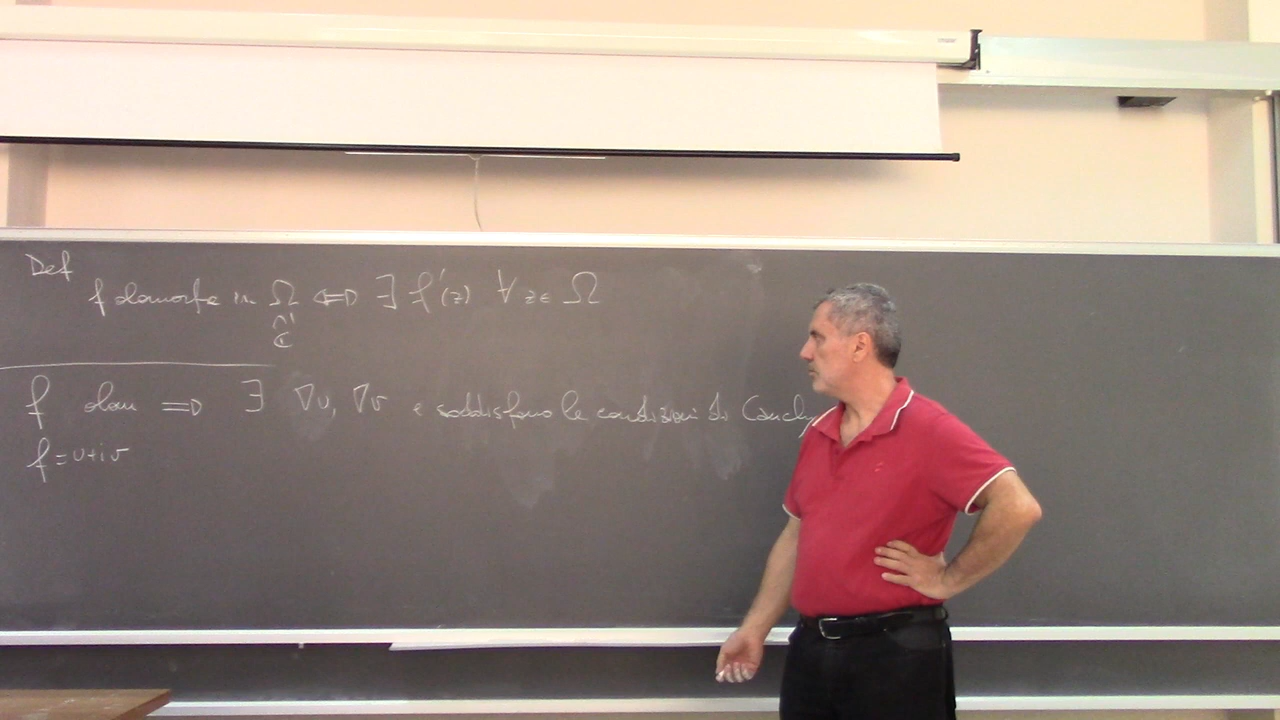 Def
f olomorfa in Ω ⇔ ∃ f'(z) ∀ z ∈ Ω
∩
ℂ
f olom ⇒ ∃ ∇u, ∇v e soddisfano le condizioni di Cauchy
f = u+iv